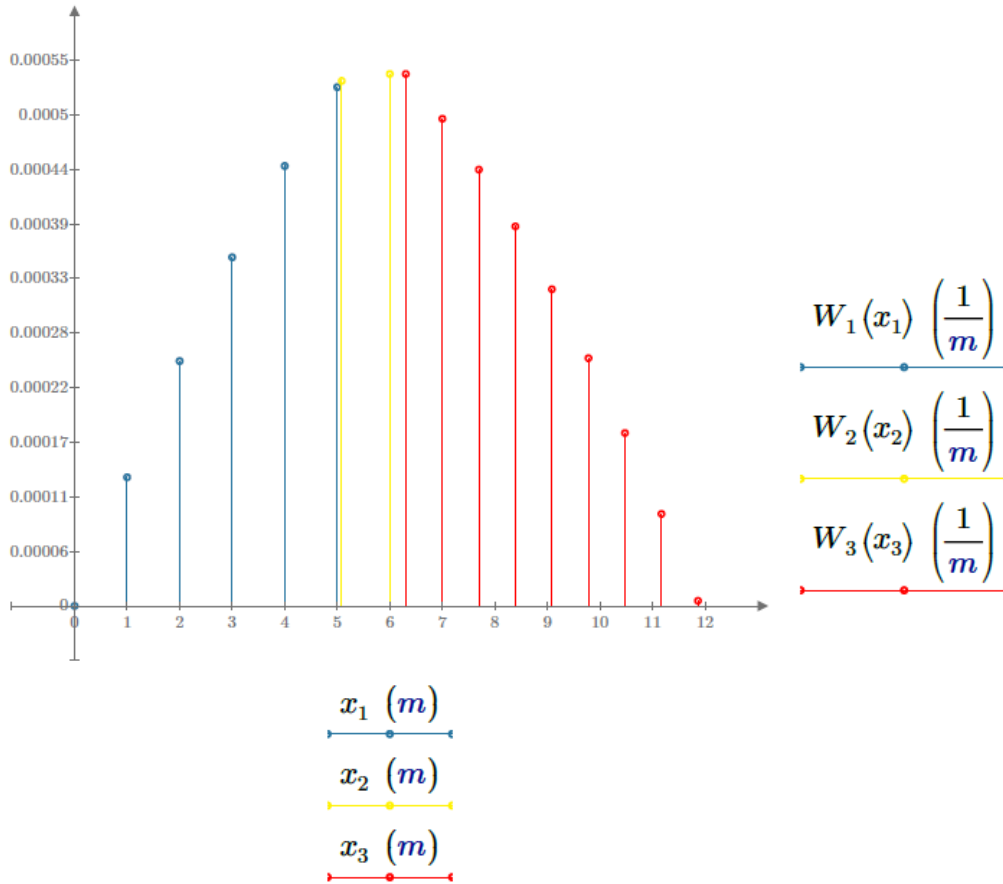 0.00055
0.0005
0.00044
0.00039
0.00033
0.00028
0.00022
0.00017
0.00011
0.00006
0
0 1 2 3 4 5 6 7 8 9 10 11 12
W₁(x₁) (1/m)
W₂(x₂) (1/m)
W₃(x₃) (1/m)
x₁ (m)
x₂ (m)
x₃ (m)